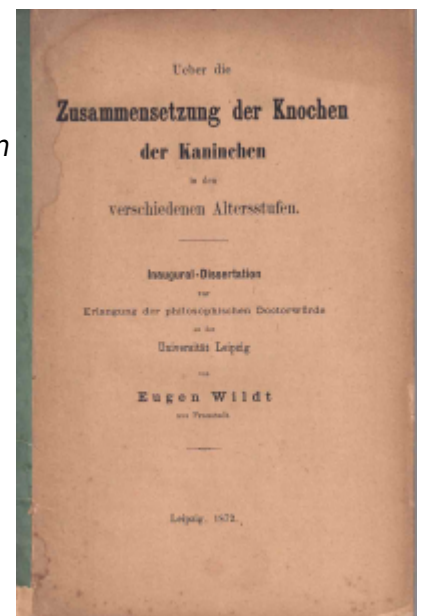 n
Ueber die
Zusammensetzung der Knochen
der Kaninchen
in den
verschiedenen Altersstufen.
Inaugural-Dissertation
zur
Erlangung der philosophischen Doctorwürde
an der
Universität Leipzig
von
Eugen Wildt
aus
Leipzig, 1872.